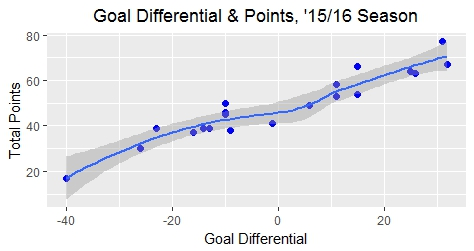 Goal Differential & Points, '15/16 Season
80
60
40
20
Total Points
-40
-20
0
20
Goal Differential